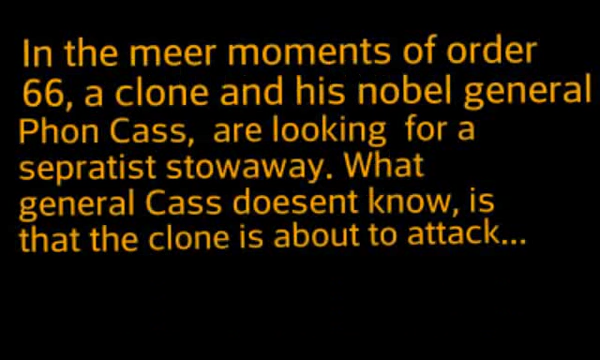 In the meer moments of order
66, a clone and his nobel general
Phon Cass, are looking for a
sepratist stowaway. What
general Cass doesent know, is
that the clone is about to attack...